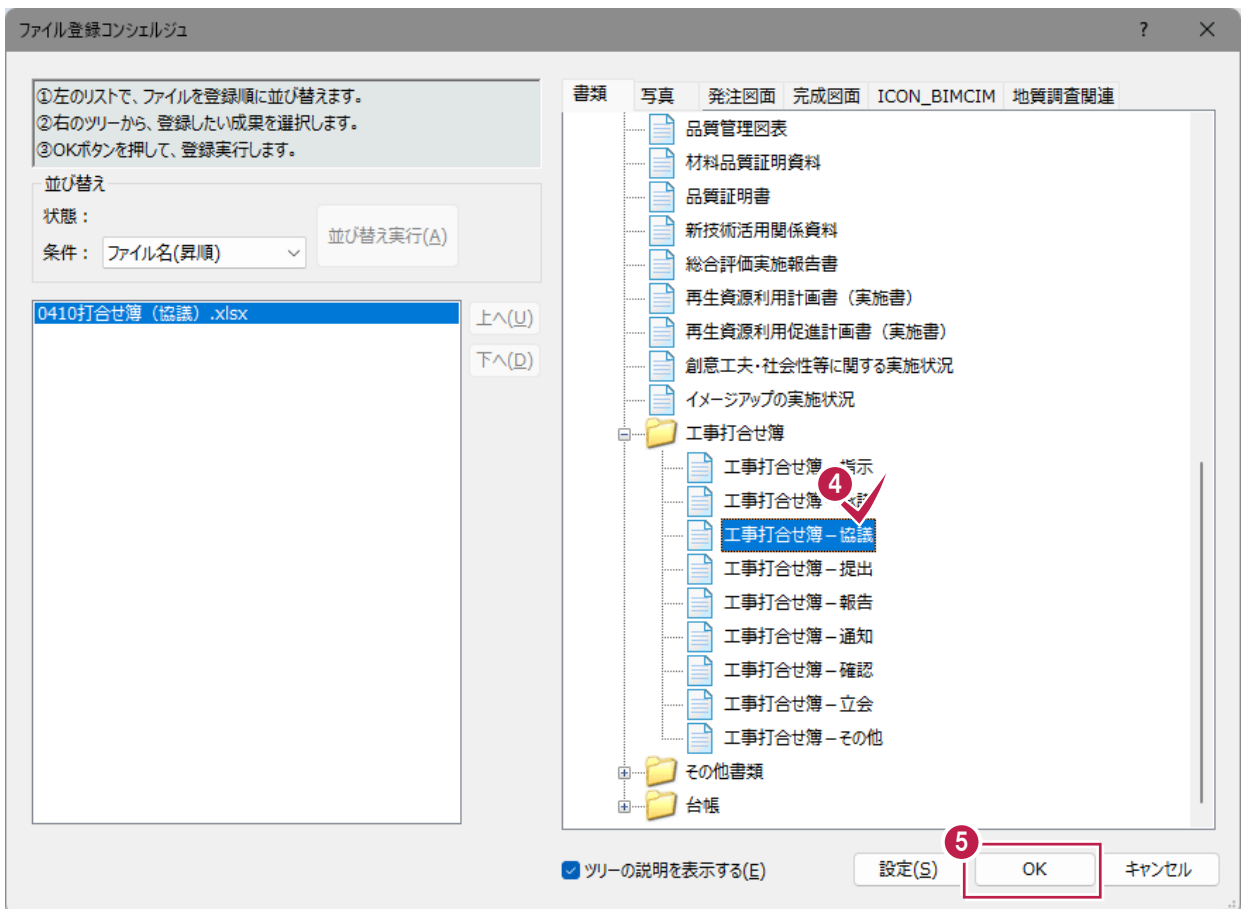 ファイル登録コンシェルジュ
?
①左のリストで、ファイルを登録順に並び替えます。
②右のツリーから、登録したい成果を選択します。
③OKボタンを押して、登録実行します。
並び替え
状態：
条件： ファイル名(昇順)
並び替え実行(A)
0410打合せ簿（協議）.xlsx
上へ(U)
下へ(D)
書類 写真 発注図面 完成図面 ICON_BIMCIM 地質調査関連
品質管理図表
材料品質証明資料
品質証明書
新技術活用関係資料
総合評価実施報告書
再生資源利用計画書（実施書）
再生資源利用促進計画書（実施書）
創意工夫・社会性等に関する実施状況
イメージアップの実施状況
工事打合せ簿
工事打合せ簿－指示
4
工事打合せ簿
工事打合せ簿－協議
工事打合せ簿－提出
工事打合せ簿－報告
工事打合せ簿－通知
工事打合せ簿－確認
工事打合せ簿－立会
工事打合せ簿－その他
その他書類
台帳
5
ツリーの説明を表示する(E)
設定(S) OK キャンセル